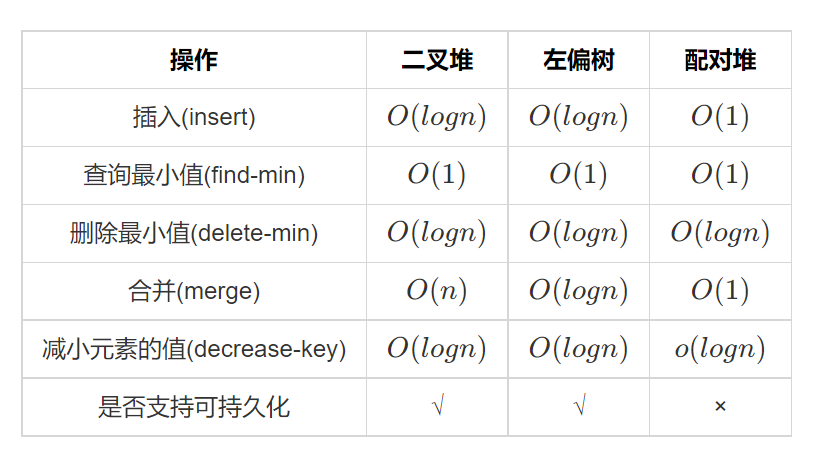 操作 二叉堆 左偏树 配对堆
插入(insert) O(logn) O(logn) O(1)
查询最小值(find-min) O(1) O(1) O(1)
删除最小值(delete-min) O(logn) O(logn) O(logn)
合并(merge) O(n) O(logn) O(1)
减小元素的值(decrease-key) O(logn) O(logn) o(logn)
是否支持可持久化 √ √ ×